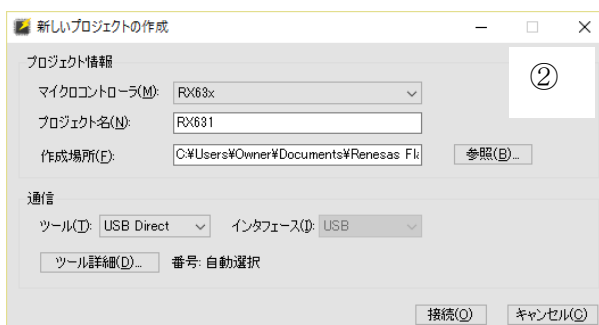 新しいプロジェクトの作成
プロジェクト情報
②
マイクロコントローラ(M): RX63x
プロジェクト名(N): RX631
作成場所(F): C:¥Users¥Owner¥Documents¥Renesas Fla 参照(B)...
通信
ツール(T): USB Direct インタフェース(I): USB
ツール詳細(D)... 番号: 自動選択
接続(O) キャンセル(C)